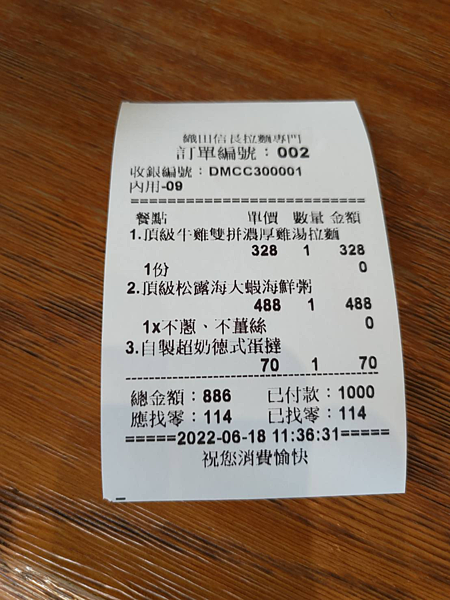 織田信長拉麵專門
訂單編號：002
收銀編號：DMCC300001
內用-09
餐點 單價 數量 金額
1.頂級牛雞雙拼濃厚雞湯拉麵
328 1 328
1份 0
2.頂級松露海大蝦海鮮粥
488 1 488
1x不蔥、不薑絲 0
3.自製超奶德式蛋撻
70 1 70
總金額：886 已付款：1000
應找零：114 已找零：114
=====2022-06-18 11:36:31=====
祝您消費愉快